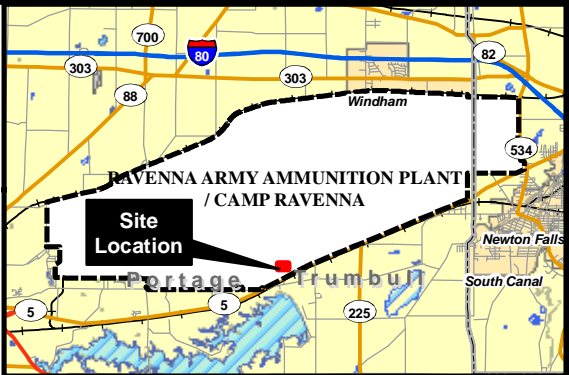 700
80
82
303
303
88
Windham
534
RAVENNA ARMY AMMUNITION PLANT
/ CAMP RAVENNA
Site
Location
Newton Falls
Portage Trumbull
South Canal
5
5
225